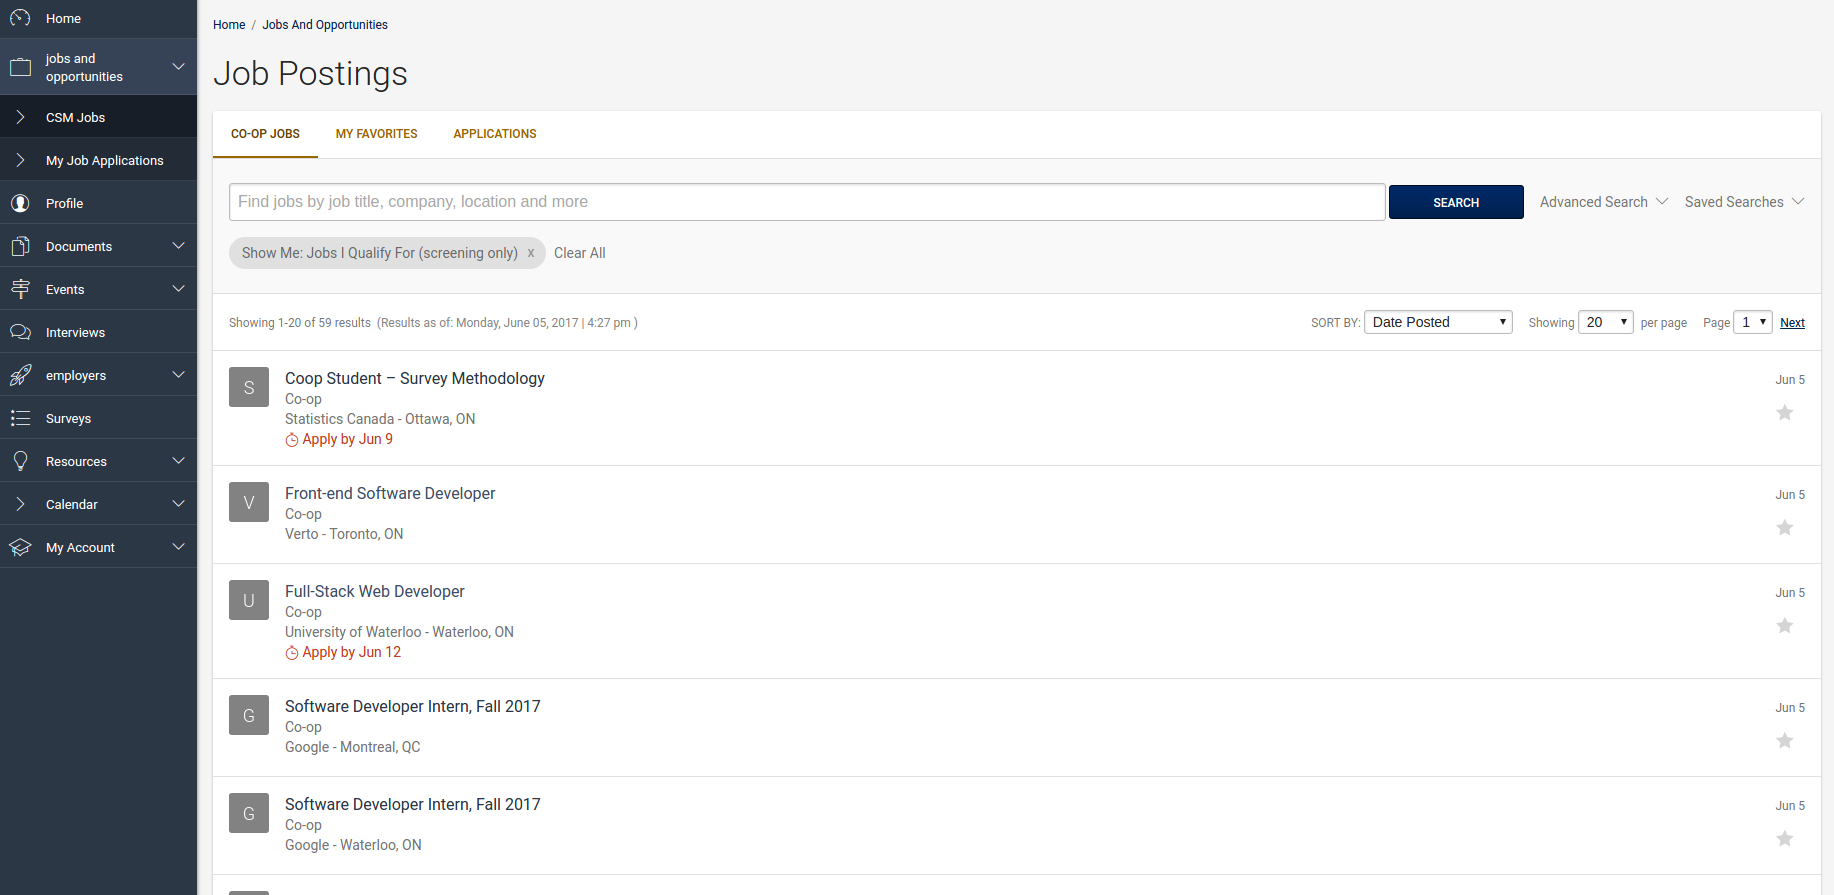 Home
jobs and
opportunities
CSM Jobs
My Job Applications
Profile
Documents
Events
Interviews
employers
Surveys
Resources
Calendar
My Account
Home / Jobs And Opportunities
Job Postings
CO-OP JOBS MY FAVORITES APPLICATIONS
Find jobs by job title, company, location and more SEARCH Advanced Search Saved Searches
Show Me: Jobs I Qualify For (screening only) x Clear All
Showing 1-20 of 59 results (Results as of: Monday, June 05, 2017 | 4:27 pm ) SORT BY: Date Posted Showing 20 per page Page 1 Next
S Coop Student – Survey Methodology Jun 5
Co-op
Statistics Canada - Ottawa, ON
Apply by Jun 9
V Front-end Software Developer Jun 5
Co-op
Verto - Toronto, ON
U Full-Stack Web Developer Jun 5
Co-op
University of Waterloo - Waterloo, ON
Apply by Jun 12
G Software Developer Intern, Fall 2017 Jun 5
Co-op
Google - Montreal, QC
G Software Developer Intern, Fall 2017 Jun 5
Co-op
Google - Waterloo, ON